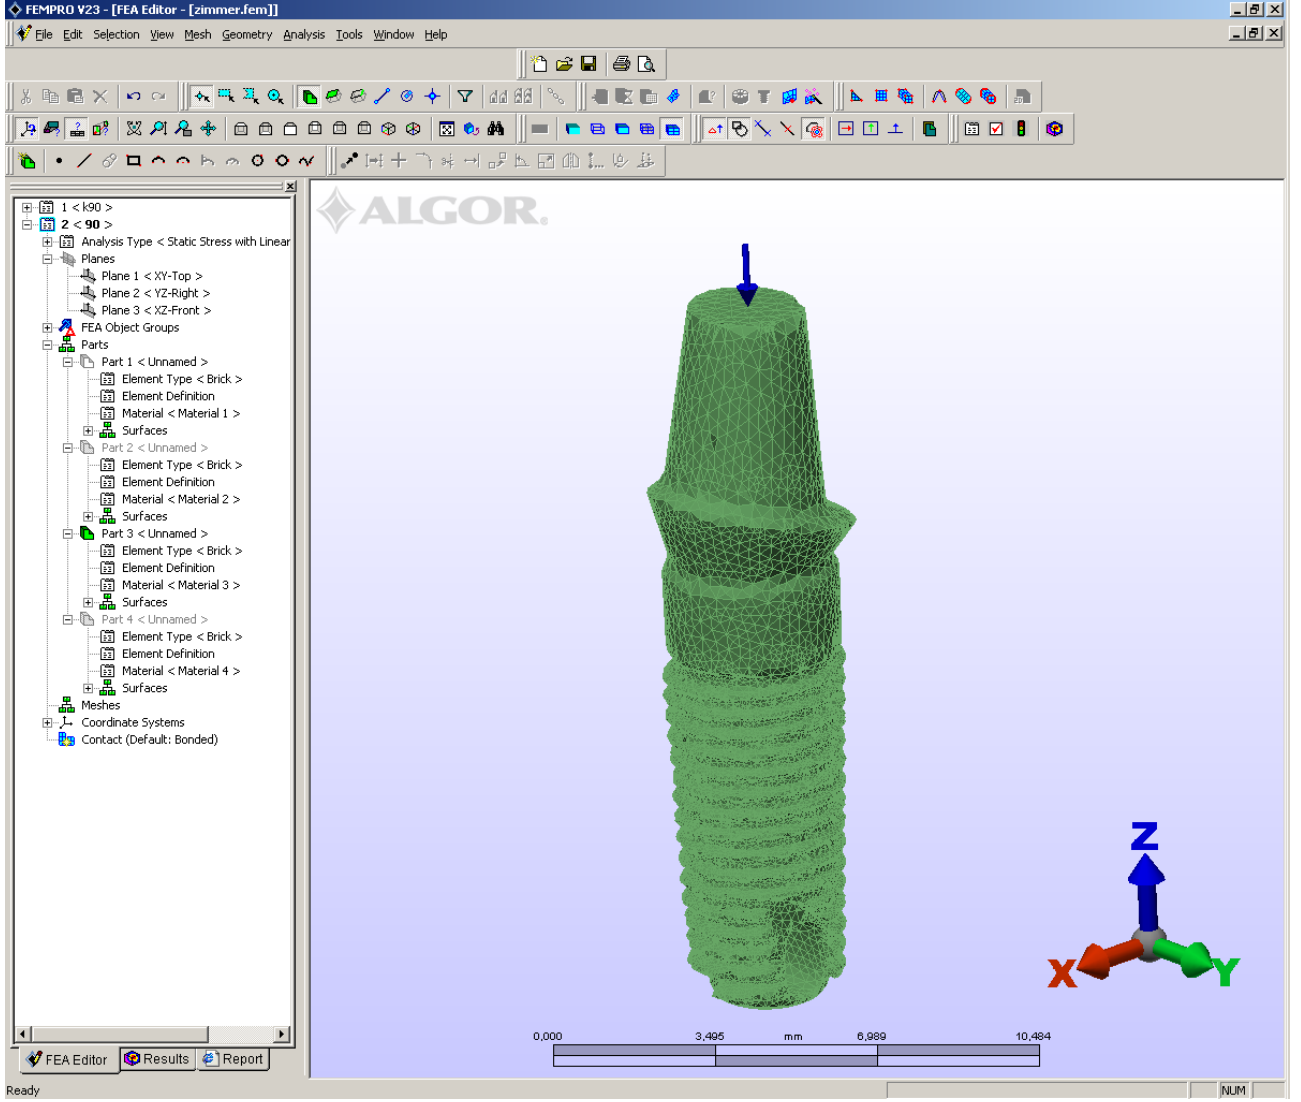 FEMPRO V23 - [FEA Editor - [zimmer.fem]]
File Edit Selection View Mesh Geometry Analysis Tools Window Help
1 < k90 >
2 < 90 >
Analysis Type < Static Stress with Linear
Planes
Plane 1 < XY-Top >
Plane 2 < YZ-Right >
Plane 3 < XZ-Front >
FEA Object Groups
Parts
Part 1 < Unnamed >
Element Type < Brick >
Element Definition
Material < Material 1 >
Surfaces
Part 2 < Unnamed >
Element Type < Brick >
Element Definition
Material < Material 2 >
Surfaces
Part 3 < Unnamed >
Element Type < Brick >
Element Definition
Material < Material 3 >
Surfaces
Part 4 < Unnamed >
Element Type < Brick >
Element Definition
Material < Material 4 >
Surfaces
Meshes
Coordinate Systems
Contact (Default: Bonded)
FEA Editor Results Report
ALGOR
Z
X Y
0,000 3,495 mm 6,989 10,484
Ready NUM